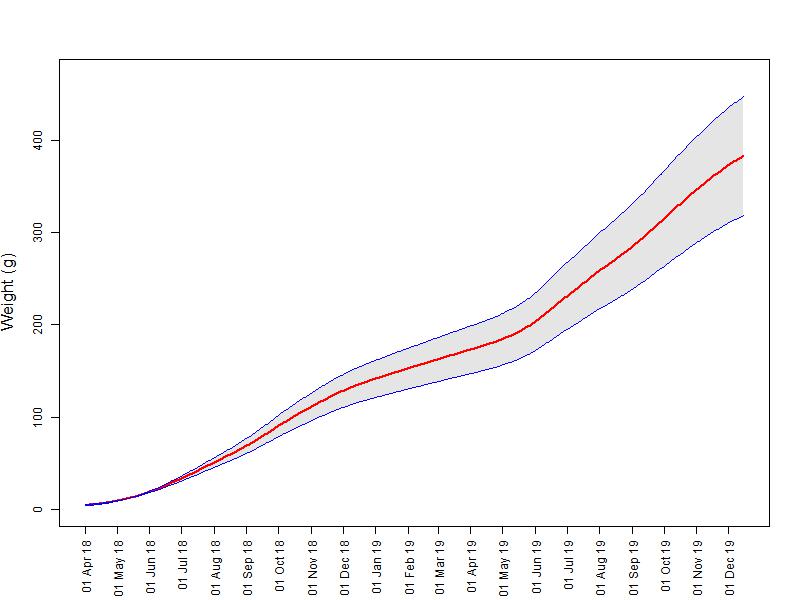 Weight (g)
400
300
200
100
0
01 Apr 18
01 May 18
01 Jun 18
01 Jul 18
01 Aug 18
01 Sep 18
01 Oct 18
01 Nov 18
01 Dec 18
01 Jan 19
01 Feb 19
01 Mar 19
01 Apr 19
01 May 19
01 Jun 19
01 Jul 19
01 Aug 19
01 Sep 19
01 Oct 19
01 Nov 19
01 Dec 19